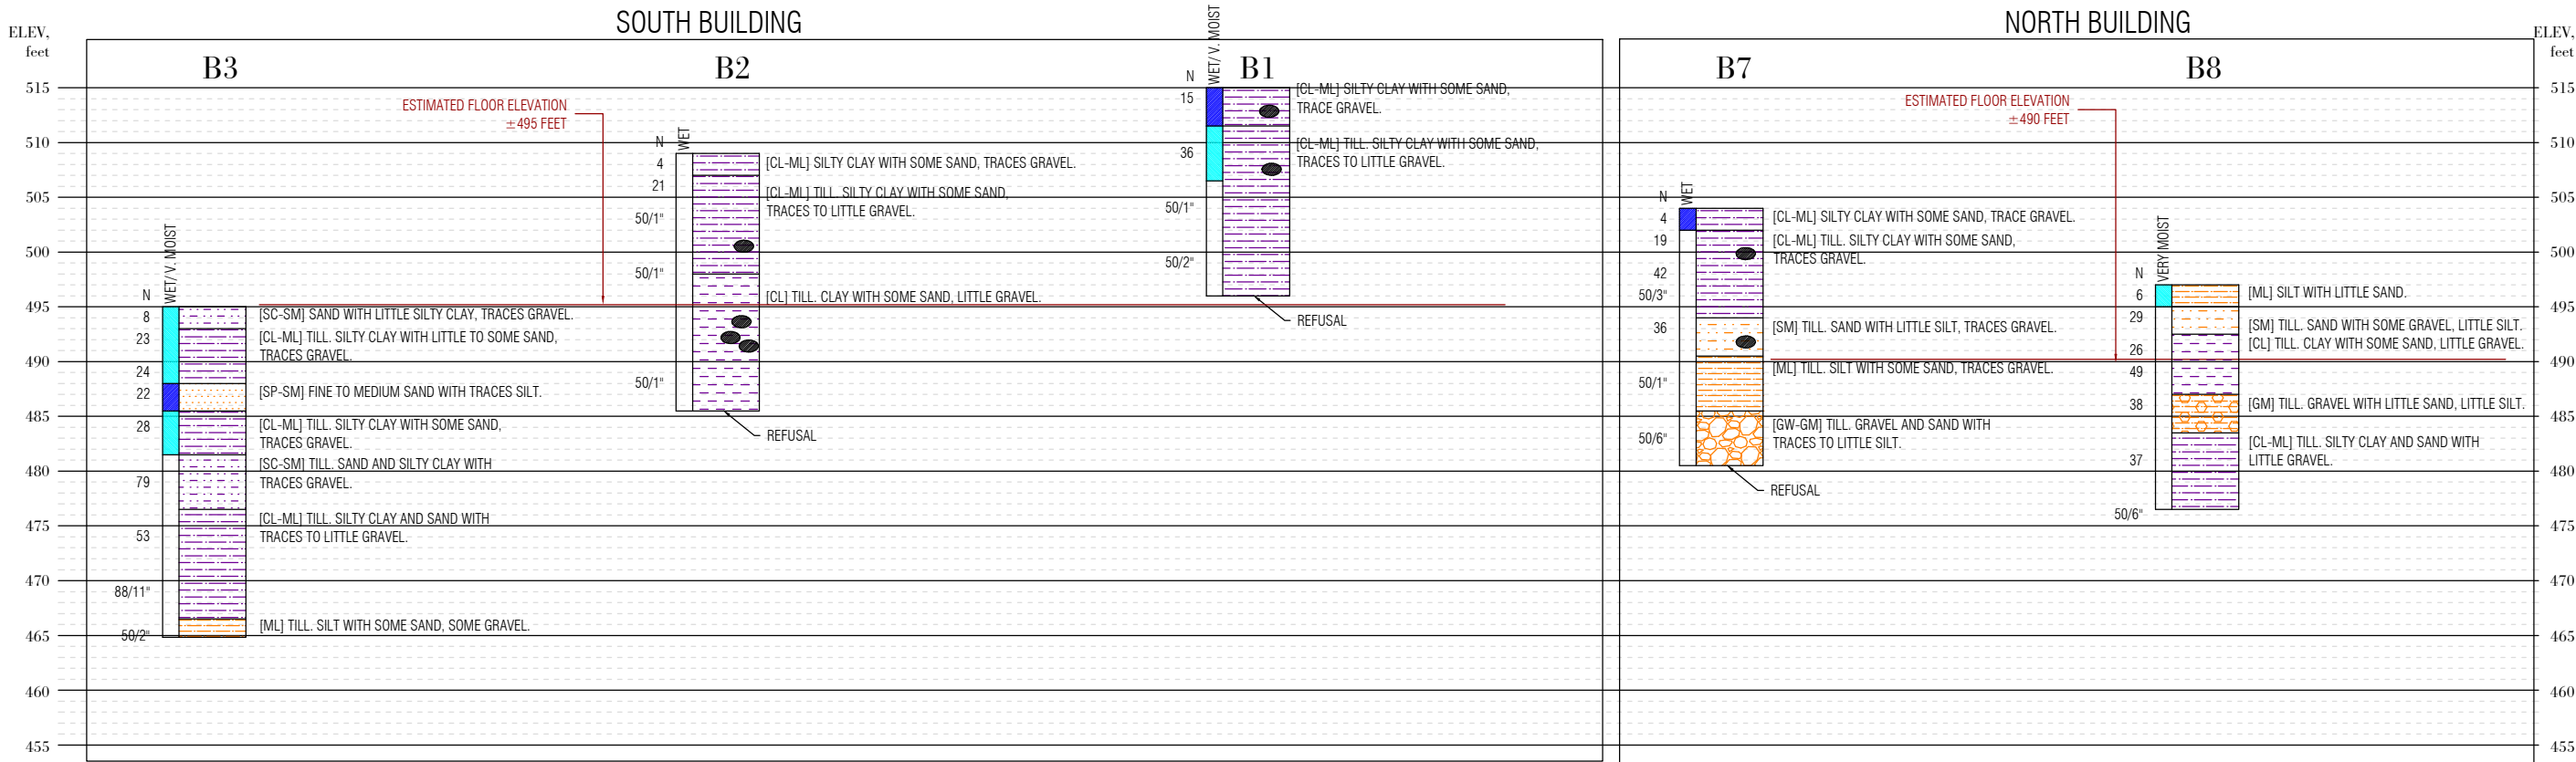 SOUTH BUILDING
NORTH BUILDING
ELEV,
feet
ELEV,
feet
B3
B2
B1
B7
B8
515
510
505
500
495
490
485
480
475
470
465
460
455
ESTIMATED FLOOR ELEVATION
±495 FEET
WET/ V. MOIST
N
8
23
24
22
28
79
53
88/11"
50/2"
[SC-SM] SAND WITH LITTLE SILTY CLAY, TRACES GRAVEL.
[CL-ML] TILL. SILTY CLAY WITH LITTLE TO SOME SAND,
TRACES GRAVEL.
[SP-SM] FINE TO MEDIUM SAND WITH TRACES SILT.
[CL-ML] TILL. SILTY CLAY WITH SOME SAND,
TRACES GRAVEL.
[SC-SM] TILL. SAND AND SILTY CLAY WITH
TRACES GRAVEL.
[CL-ML] TILL. SILTY CLAY AND SAND WITH
TRACES TO LITTLE GRAVEL.
[ML] TILL. SILT WITH SOME SAND, SOME GRAVEL.
WET
N
4
21
50/1"
50/1"
50/1"
[CL-ML] SILTY CLAY WITH SOME SAND, TRACES GRAVEL.
[CL-ML] TILL. SILTY CLAY WITH SOME SAND,
TRACES TO LITTLE GRAVEL.
[CL] TILL. CLAY WITH SOME SAND, LITTLE GRAVEL.
REFUSAL
WET/ V. MOIST
N
15
36
50/1"
50/2"
[CL-ML] SILTY CLAY WITH SOME SAND,
TRACE GRAVEL.
[CL-ML] TILL. SILTY CLAY WITH SOME SAND,
TRACES TO LITTLE GRAVEL.
REFUSAL
ESTIMATED FLOOR ELEVATION
±490 FEET
WET
N
4
19
42
50/3"
36
50/1"
50/6"
[CL-ML] SILTY CLAY WITH SOME SAND, TRACE GRAVEL.
[CL-ML] TILL. SILTY CLAY WITH SOME SAND,
TRACES GRAVEL.
[SM] TILL. SAND WITH LITTLE SILT, TRACES GRAVEL.
[ML] TILL. SILT WITH SOME SAND, TRACES GRAVEL.
[GW-GM] TILL. GRAVEL AND SAND WITH
TRACES TO LITTLE SILT.
REFUSAL
VERY MOIST
N
6
29
26
49
38
37
50/6"
[ML] SILT WITH LITTLE SAND.
[SM] TILL. SAND WITH SOME GRAVEL, LITTLE SILT.
[CL] TILL. CLAY WITH SOME SAND, LITTLE GRAVEL.
[GM] TILL. GRAVEL WITH LITTLE SAND, LITTLE SILT.
[CL-ML] TILL. SILTY CLAY AND SAND WITH
LITTLE GRAVEL.
515
510
505
500
495
490
485
480
475
470
465
460
455